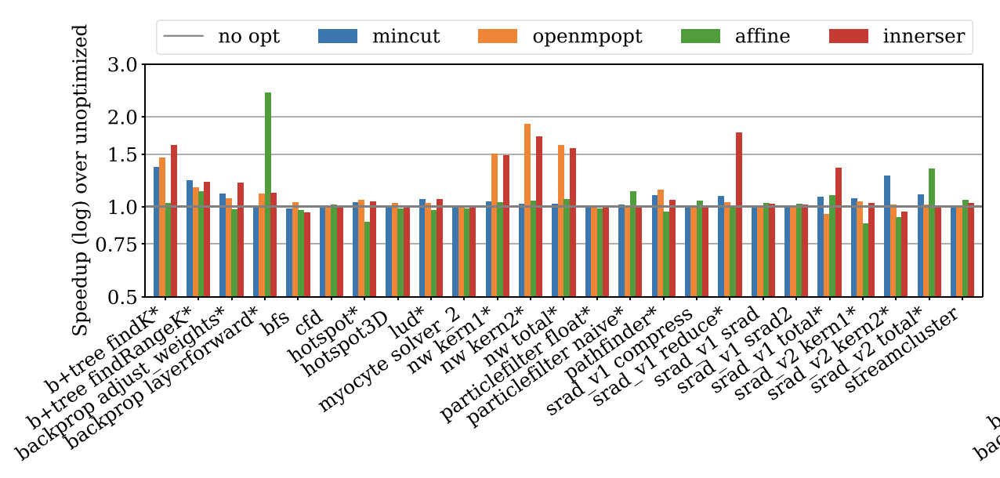 no opt mincut openmpopt affine innerser
Speedup (log) over unoptimized
3.0
2.0
1.5
1.0
0.75
0.5
b+tree findK*
b+tree findRangeK*
backprop adjust_weights*
backprop layerforward*
bfs
cfd
hotspot*
hotspot3D
lud*
myocyte solver_2
nw kern1*
nw kern2*
nw total*
particlefilter float*
particlefilter naive*
pathfinder*
srad_v1 compress
srad_v1 reduce*
srad_v1 srad
srad_v1 srad2
srad_v1 total*
srad_v2 kern1*
srad_v2 kern2*
srad_v2 total*
streamcluster
b
bac